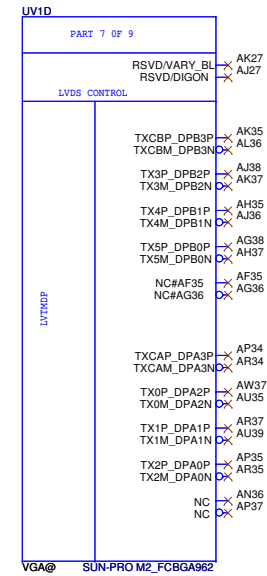 UV1D
PART 7 OF 9
RSVD/VARY_BL AK27
RSVD/DIGON AJ27
LVDS CONTROL
TXCBP_DPB3P AK35
TXCBM_DPB3N AL36
TX3P_DPB2P AJ38
TX3M_DPB2N AK37
TX4P_DPB1P AH35
TX4M_DPB1N AJ36
TX5P_DPB0P AG38
TX5M_DPB0N AH37
NC#AF35 AF35
NC#AG36 AG36
LVTMDP
TXCAP_DPA3P AP34
TXCAM_DPA3N AR34
TX0P_DPA2P AW37
TX0M_DPA2N AU35
TX1P_DPA1P AR37
TX1M_DPA1N AU39
TX2P_DPA0P AP35
TX2M_DPA0N AR35
NC AN36
NC AP37
VGA@ SUN-PRO M2_FCBGA962